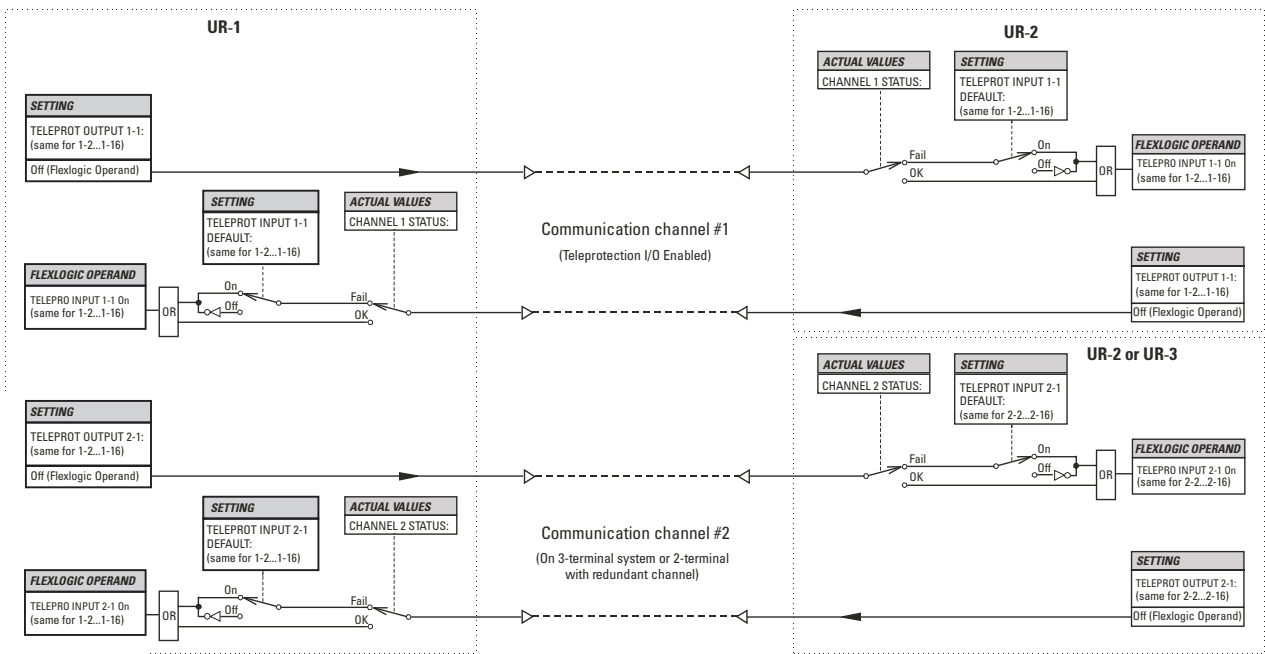 UR-1
SETTING
TELEPROT OUTPUT 1-1:
(same for 1-2...1-16)
Off (Flexlogic Operand)
SETTING
TELEPROT INPUT 1-1
DEFAULT:
(same for 1-2...1-16)
ACTUAL VALUES
CHANNEL 1 STATUS:
FLEXLOGIC OPERAND
TELEPRO INPUT 1-1 On
(same for 1-2...1-16)
OR
On
Off
Fail
OK
Communication channel #1
(Teleprotection I/O Enabled)
UR-2
ACTUAL VALUES
CHANNEL 1 STATUS:
SETTING
TELEPROT INPUT 1-1
DEFAULT:
(same for 1-2...1-16)
Fail
OK
On
Off
OR
FLEXLOGIC OPERAND
TELEPRO INPUT 1-1 On
(same for 1-2...1-16)
SETTING
TELEPROT OUTPUT 1-1:
(same for 1-2...1-16)
Off (Flexlogic Operand)
SETTING
TELEPROT OUTPUT 2-1:
(same for 1-2...1-16)
Off (Flexlogic Operand)
SETTING
TELEPROT INPUT 2-1
DEFAULT:
(same for 1-2...1-16)
ACTUAL VALUES
CHANNEL 2 STATUS:
FLEXLOGIC OPERAND
TELEPRO INPUT 2-1 On
(same for 1-2...1-16)
OR
On
Off
Fail
OK
Communication channel #2
(On 3-terminal system or 2-terminal
with redundant channel)
UR-2 or UR-3
ACTUAL VALUES
CHANNEL 2 STATUS:
SETTING
TELEPROT INPUT 2-1
DEFAULT:
(same for 2-2...2-16)
Fail
OK
On
Off
OR
FLEXLOGIC OPERAND
TELEPRO INPUT 2-1 On
(same for 2-2...2-16)
SETTING
TELEPROT OUTPUT 2-1:
(same for 2-2...2-16)
Off (Flexlogic Operand)